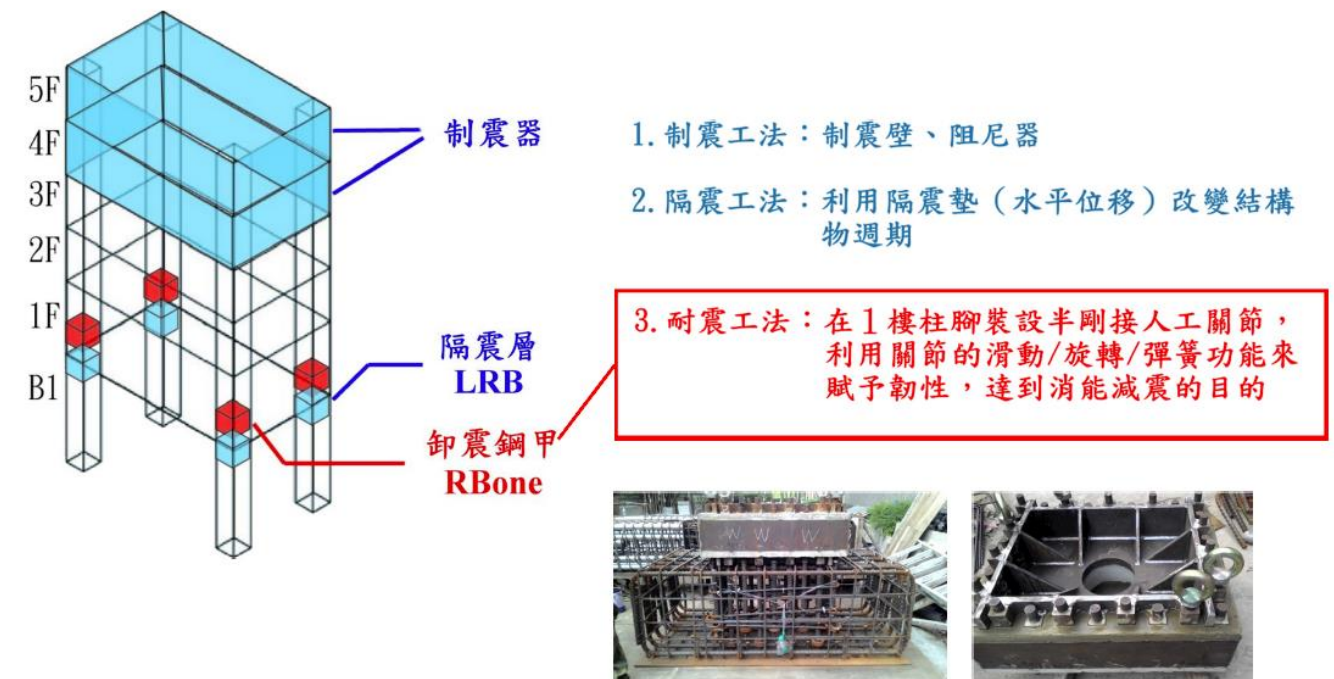 5F
4F
3F
2F
1F
B1
制震器
隔震層
LRB
卸震鋼甲
RBone
1.制震工法：制震壁、阻尼器
2.隔震工法：利用隔震墊（水平位移）改變結構
物週期
3.耐震工法：在1樓柱腳裝設半剛接人工關節，
利用關節的滑動/旋轉/彈簧功能來
賦予韌性，達到消能減震的目的
W W W